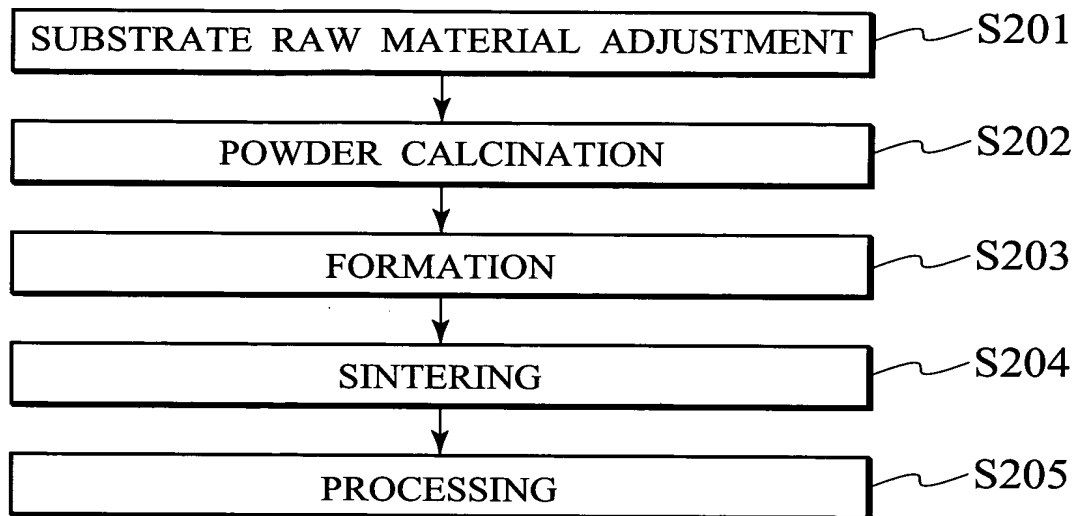 SUBSTRATE RAW MATERIAL ADJUSTMENT S201
POWDER CALCINATION S202
FORMATION S203
SINTERING S204
PROCESSING S205